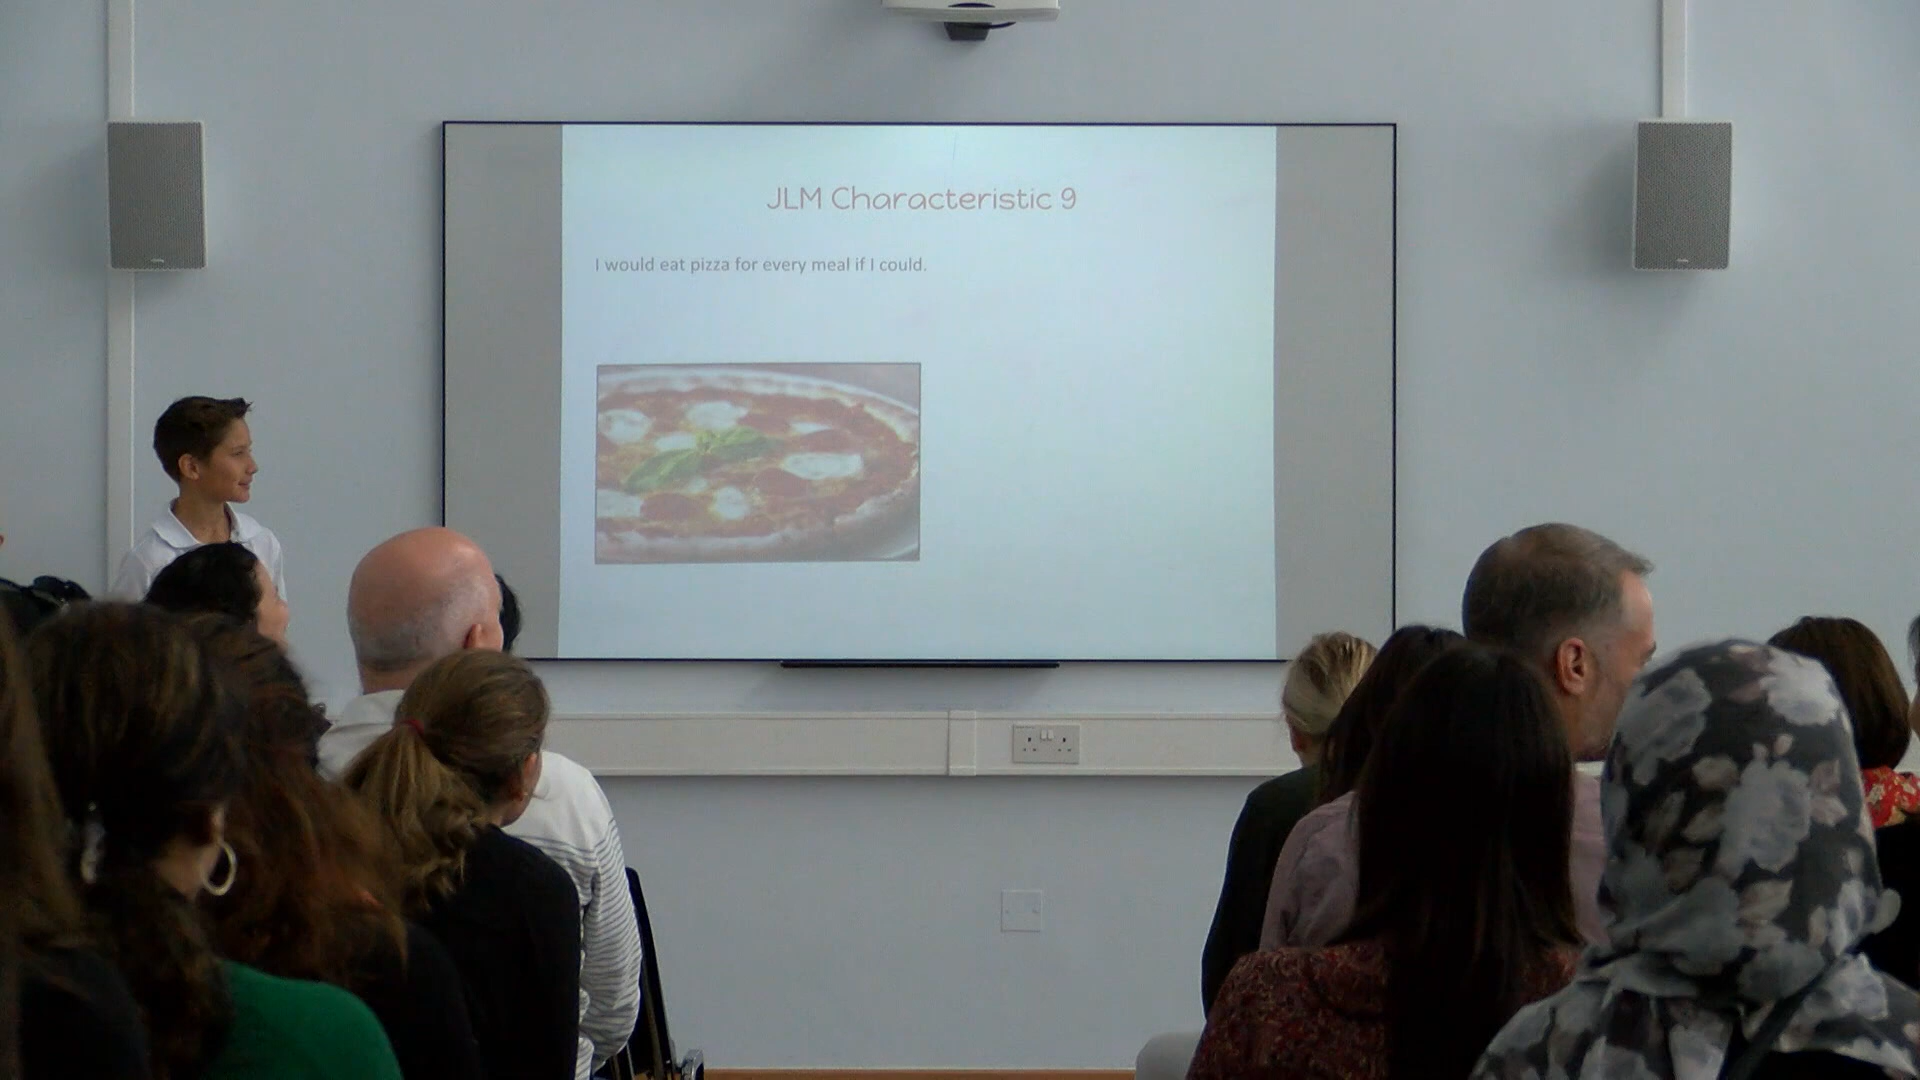 JLM Characteristic 9
I would eat pizza for every meal if I could.